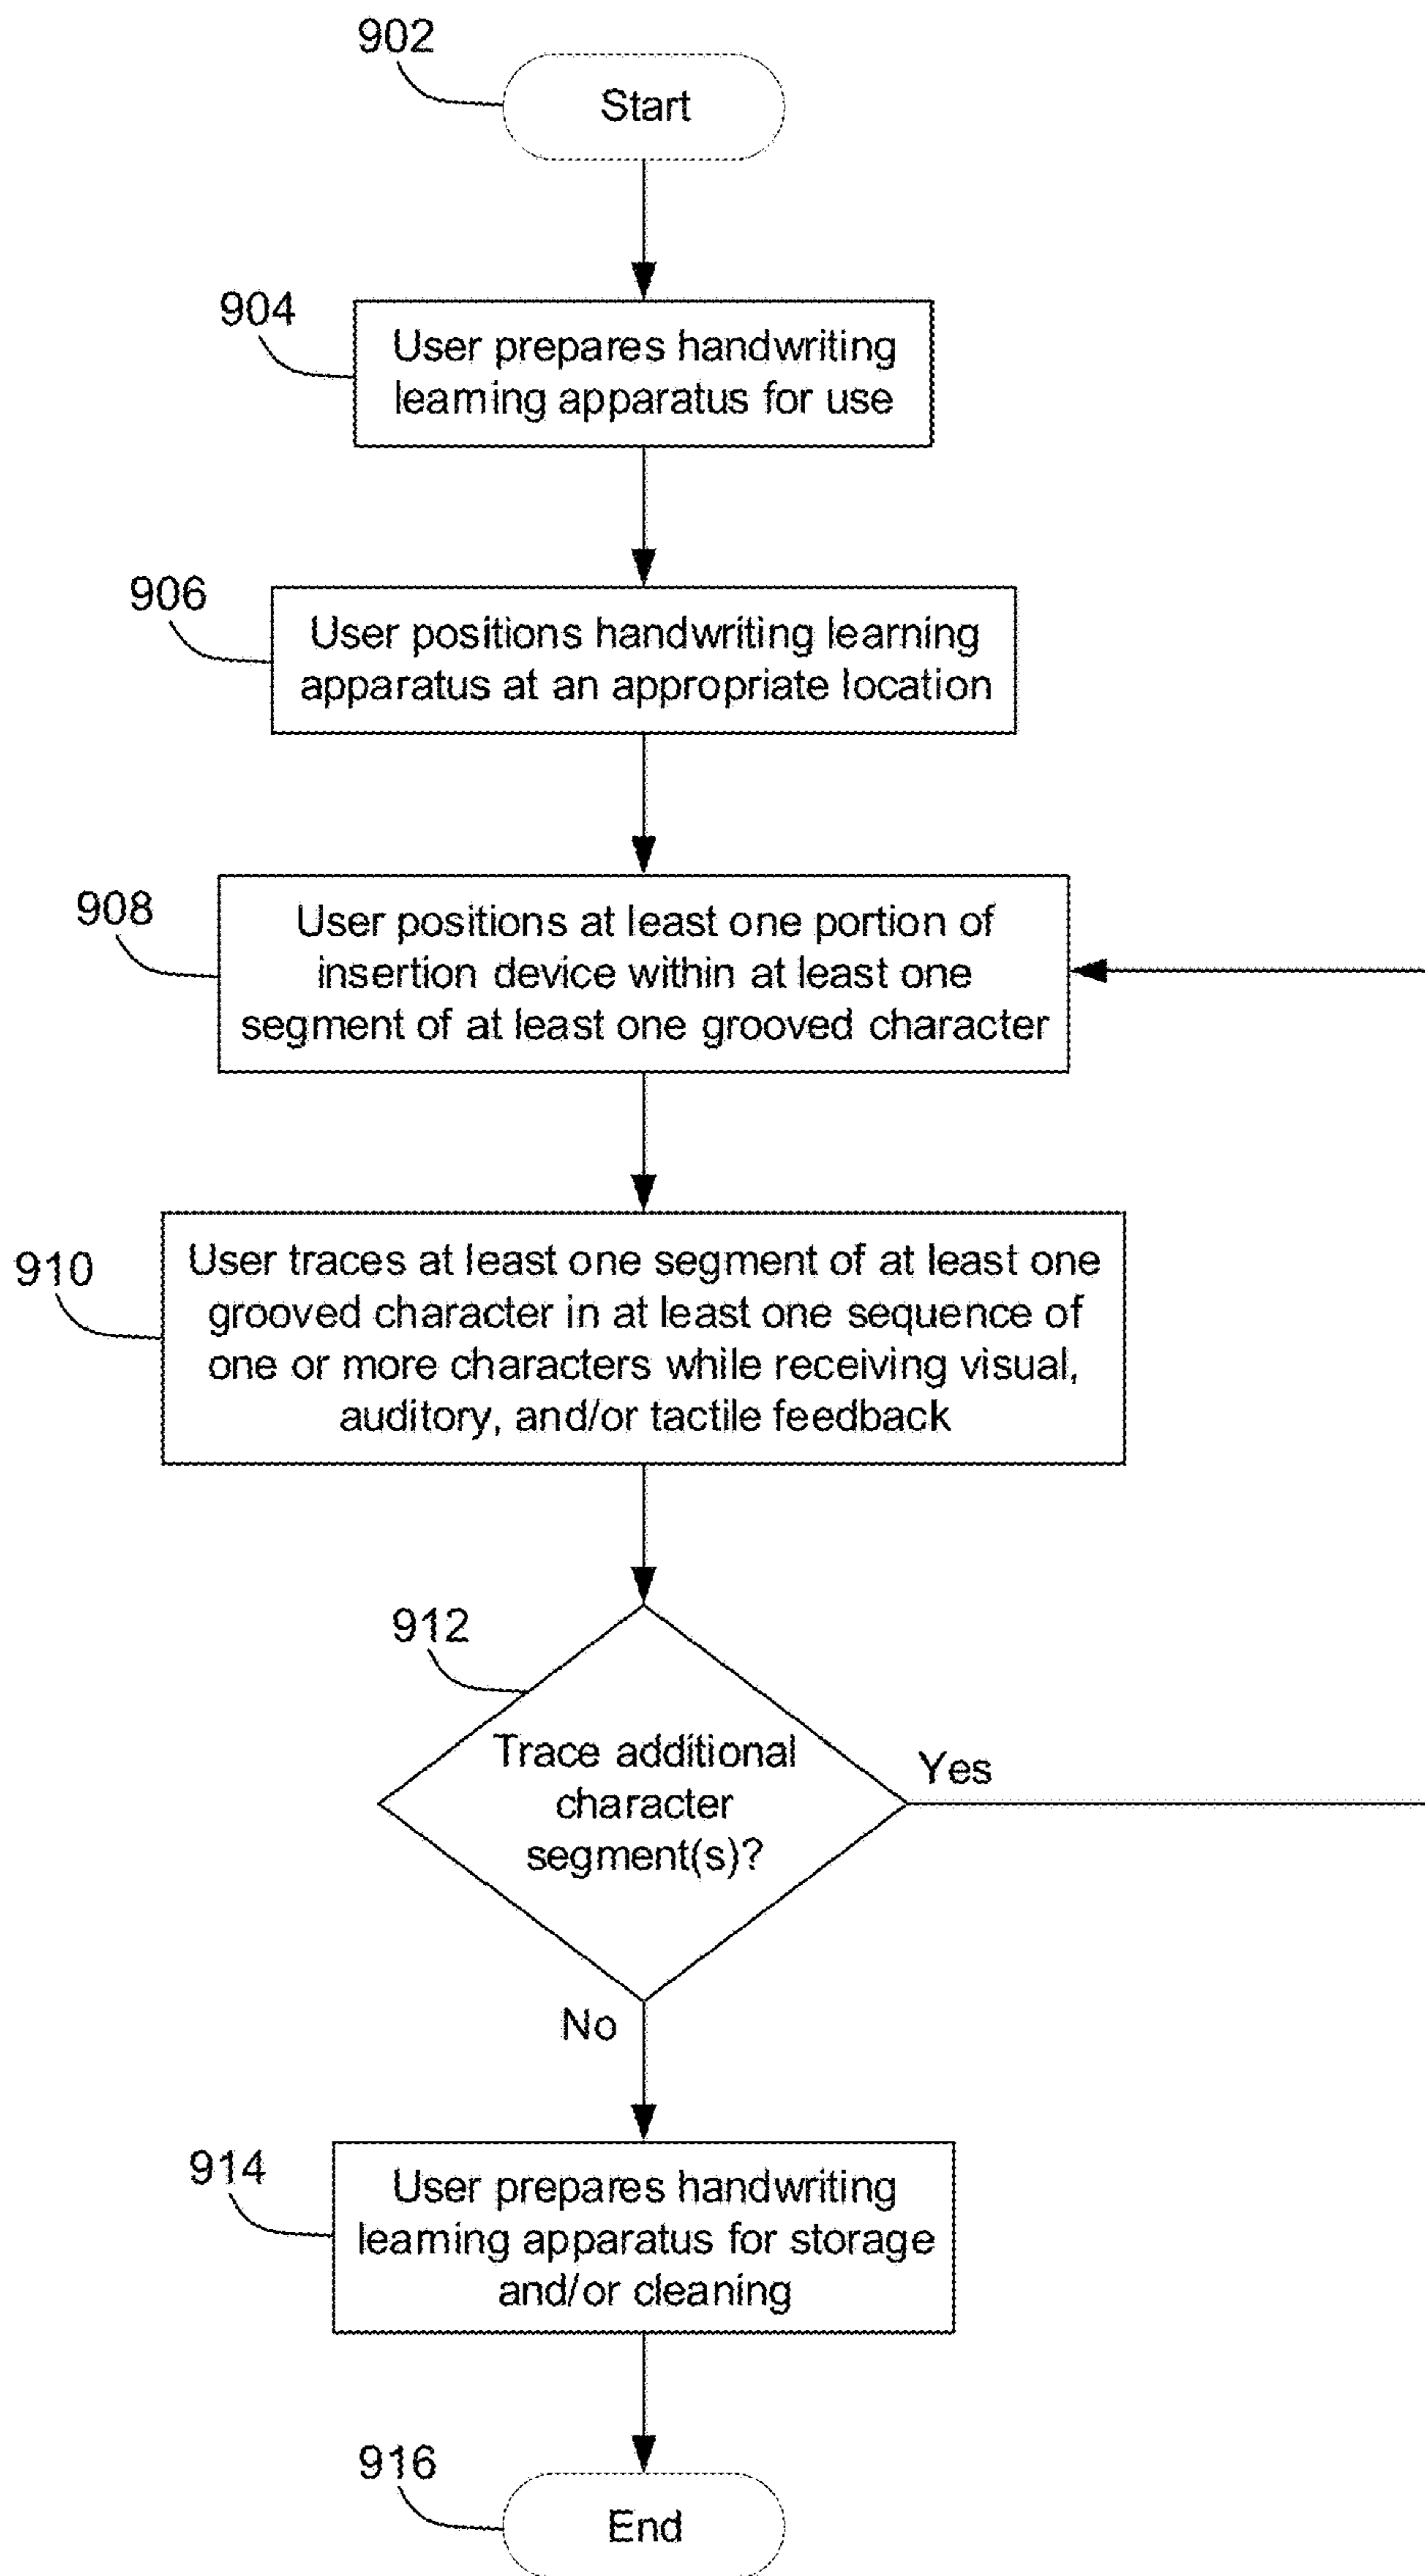 902
Start
904
User prepares handwriting
learning apparatus for use
906
User positions handwriting learning
apparatus at an appropriate location
908
User positions at least one portion of
insertion device within at least one
segment of at least one grooved character
910
User traces at least one segment of at least one
grooved character in at least one sequence of
one or more characters while receiving visual,
auditory, and/or tactile feedback
912
Trace additional
character
segment(s)?
Yes
No
914
User prepares handwriting
learning apparatus for storage
and/or cleaning
916
End